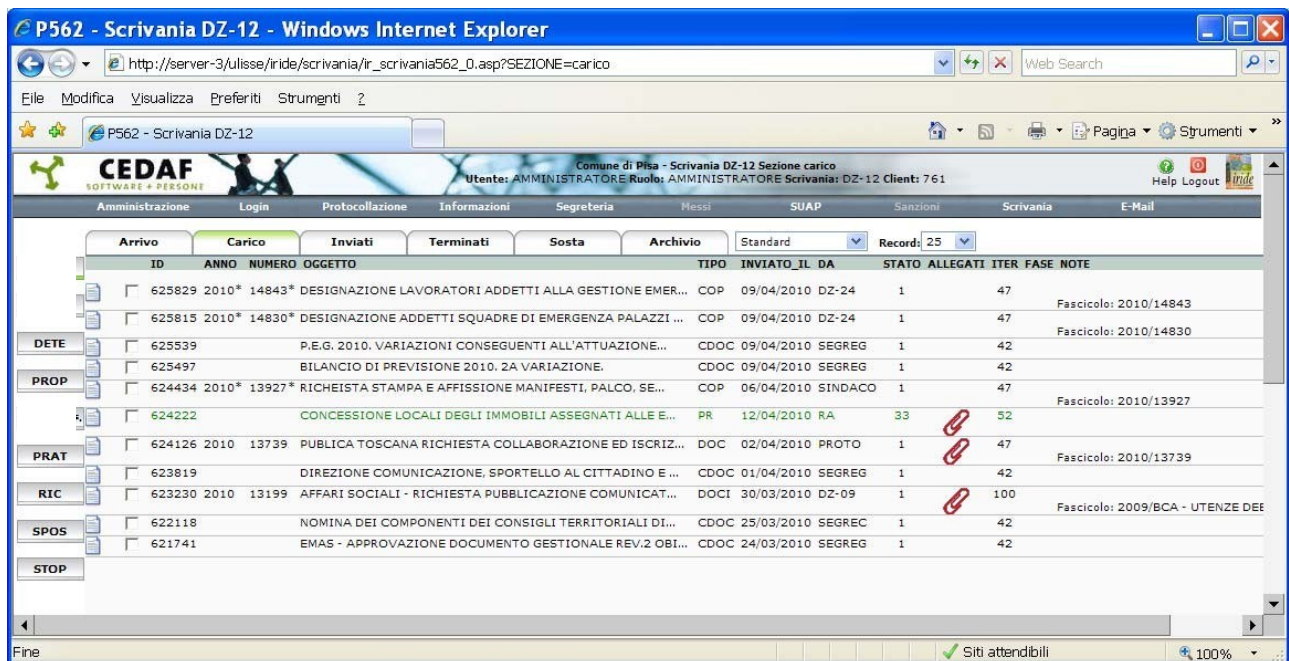 P562 - Scrivania DZ-12 - Windows Internet Explorer
http://server-3/ulisse/iride/scrivania/ir_scrivania562_0.asp?SEZIONE=carico
Web Search
File Modifica Visualizza Preferiti Strumenti ?
P562 - Scrivania DZ-12
Pagina Strumenti »
CEDAF
SOFTWARE + PERSONE
Comune di Pisa - Scrivania DZ-12 Sezione carico
Utente: AMMINISTRATORE Ruolo: AMMINISTRATORE Scrivania: DZ-12 Client: 761
Help Logout iride
Amministrazione Login Protocollazione Informazioni Segreteria Messi SUAP Sanzioni Scrivania E-Mail
Arrivo Carico Inviati Terminati Sosta Archivio Standard Record: 25
ID ANNO NUMERO OGGETTO TIPO INVIATO_IL DA STATO ALLEGATI ITER FASE NOTE
625829 2010* 14843* DESIGNAZIONE LAVORATORI ADDETTI ALLA GESTIONE EMER... COP 09/04/2010 DZ-24 1 47
Fascicolo: 2010/14843
625815 2010* 14830* DESIGNAZIONE ADDETTI SQUADRE DI EMERGENZA PALAZZI ... COP 09/04/2010 DZ-24 1 47
Fascicolo: 2010/14830
DETE
625539 P.E.G. 2010. VARIAZIONI CONSEGUENTI ALL'ATTUAZIONE... CDOC 09/04/2010 SEGREG 1 42
625497 BILANCIO DI PREVISIONE 2010. 2A VARIAZIONE. CDOC 09/04/2010 SEGREG 1 42
PROP
624434 2010* 13927* RICHEISTA STAMPA E AFFISSIONE MANIFESTI, PALCO, SE... COP 06/04/2010 SINDACO 1 47
Fascicolo: 2010/13927
624222 CONCESSIONE LOCALI DEGLI IMMOBILI ASSEGNATI ALLE E... PR 12/04/2010 RA 33 52
624126 2010 13739 PUBLICA TOSCANA RICHIESTA COLLABORAZIONE ED ISCRIZ... DOC 02/04/2010 PROTO 1 47
Fascicolo: 2010/13739
PRAT
623819 DIREZIONE COMUNICAZIONE, SPORTELLO AL CITTADINO E ... CDOC 01/04/2010 SEGREG 1 42
RIC
623230 2010 13199 AFFARI SOCIALI - RICHIESTA PUBBLICAZIONE COMUNICAT... DOCI 30/03/2010 DZ-09 1 100
Fascicolo: 2009/BCA - UTENZE DEE
622118 NOMINA DEI COMPONENTI DEI CONSIGLI TERRITORIALI DI... CDOC 25/03/2010 SEGREC 1 42
SPOS
621741 EMAS - APPROVAZIONE DOCUMENTO GESTIONALE REV.2 OBI... CDOC 24/03/2010 SEGREG 1 42
STOP
Fine Siti attendibili 100%